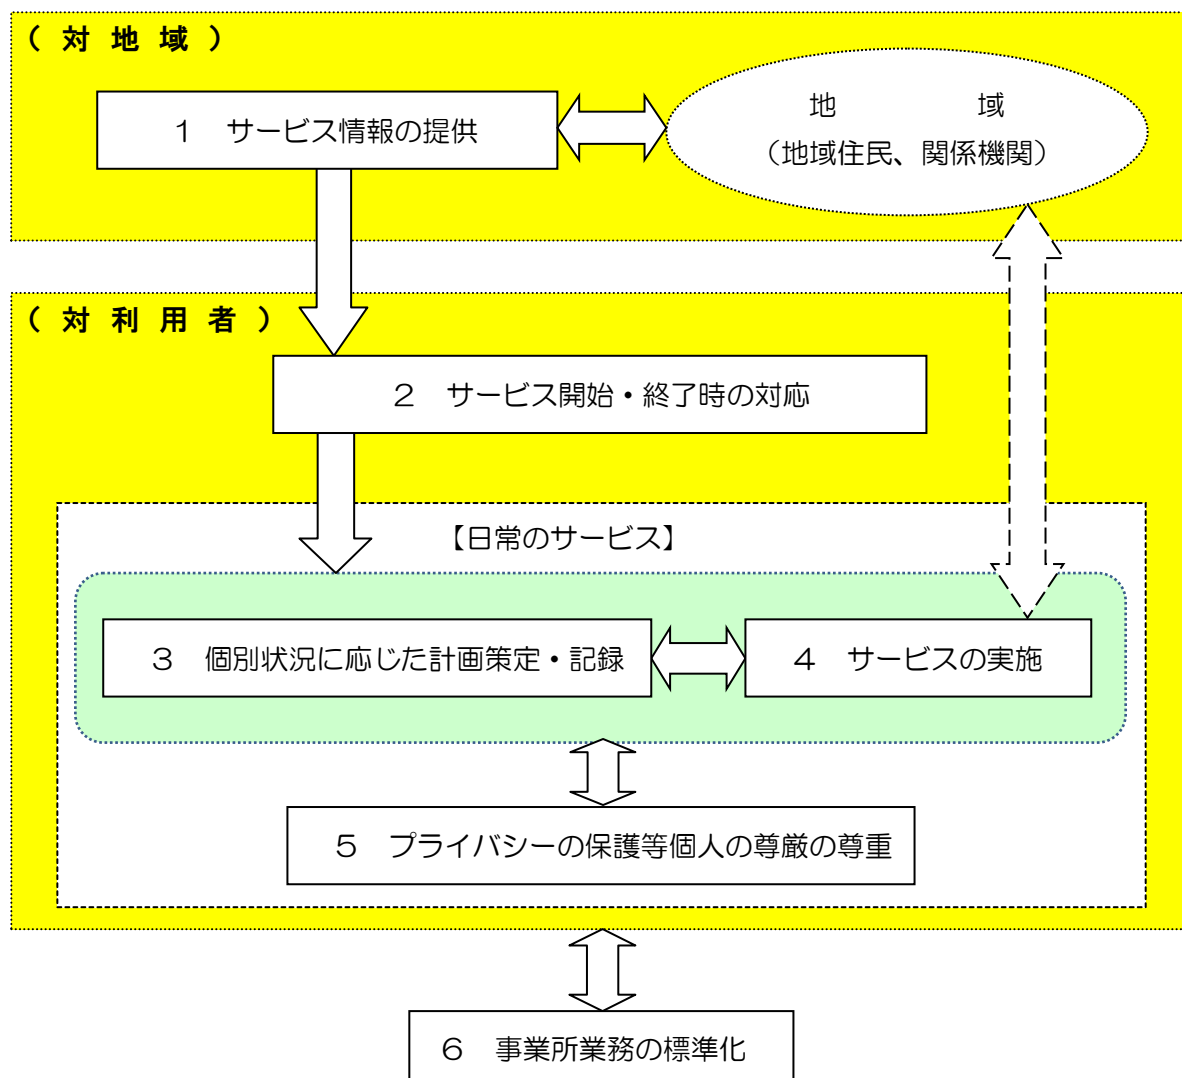 （ 対 地 域 ）
地 域
１ サービス情報の提供
（地域住民、関係機関）
（ 対 利 用 者 ）
２ サービス開始・終了時の対応
【日常のサービス】
３ 個別状況に応じた計画策定・記録
４ サービスの実施
５ プライバシーの保護等個人の尊厳の尊重
６ 事業所業務の標準化